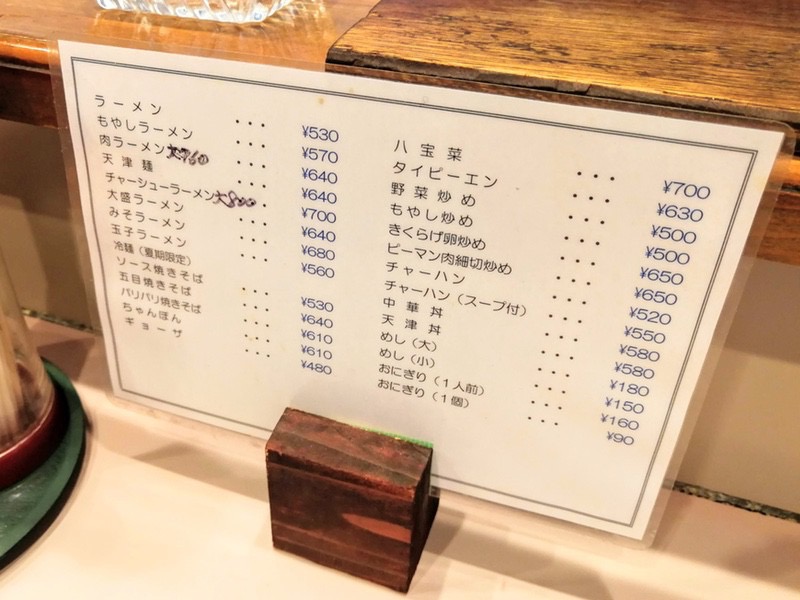 ラーメン ・・・ ¥530
もやしラーメン ・・・ ¥570
肉ラーメン 大760 ・・・ ¥640
天津麺 ・・・ ¥640
チャーシューラーメン 大800 ¥700
大盛ラーメン ・・・ ¥640
みそラーメン ・・・ ¥680
玉子ラーメン ・・・ ¥560
冷麺（夏期限定）
ソース焼きそば ・・・ ¥530
五目焼きそば ・・・ ¥640
パリパリ焼きそば ・・・ ¥610
ちゃんぽん ・・・ ¥610
ギョーザ ・・・ ¥480
八宝菜 ・・・ ¥700
タイピーエン ・・・ ¥630
野菜炒め ・・・ ¥500
もやし炒め ・・・ ¥500
きくらげ卵炒め ・・・ ¥650
ピーマン肉細切炒め ¥650
チャーハン ・・・ ¥520
チャーハン（スープ付） ¥550
中華丼 ・・・ ¥580
天津丼 ・・・ ¥580
めし（大） ・・・ ¥180
めし（小） ・・・ ¥150
おにぎり（1人前） ・・・ ¥160
おにぎり（1個） ・・・ ¥90